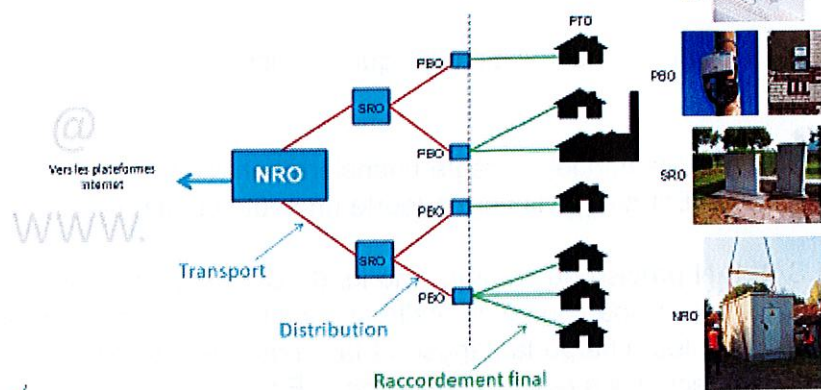 PTO
PBO
PBO
SRO
@
PBO
Vers les plateformes
Internet
NRO
SRO
WWW.
PBO
Transport
SRO
PBO
Distribution
NRO
Raccordement final